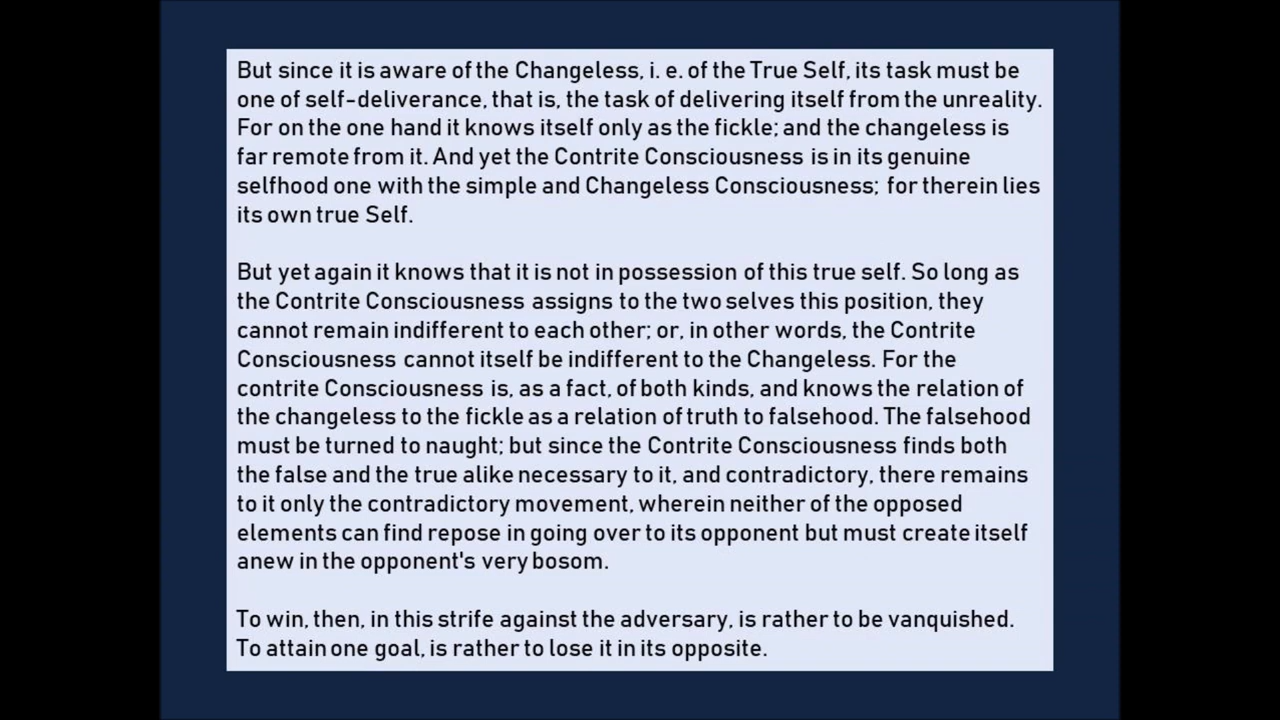 But since it is aware of the Changeless, i. e. of the True Self, its task must be
one of self-deliverance, that is, the task of delivering itself from the unreality.
For on the one hand it knows itself only as the fickle; and the changeless is
far remote from it. And yet the Contrite Consciousness is in its genuine
selfhood one with the simple and Changeless Consciousness; for therein lies
its own true Self.
But yet again it knows that it is not in possession of this true self. So long as
the Contrite Consciousness assigns to the two selves this position, they
cannot remain indifferent to each other; or, in other words, the Contrite
Consciousness cannot itself be indifferent to the Changeless. For the
contrite Consciousness is, as a fact, of both kinds, and knows the relation of
the changeless to the fickle as a relation of truth to falsehood. The falsehood
must be turned to naught; but since the Contrite Consciousness finds both
the false and the true alike necessary to it, and contradictory, there remains
to it only the contradictory movement, wherein neither of the opposed
elements can find repose in going over to its opponent but must create itself
anew in the opponent's very bosom.
To win, then, in this strife against the adversary, is rather to be vanquished.
To attain one goal, is rather to lose it in its opposite.